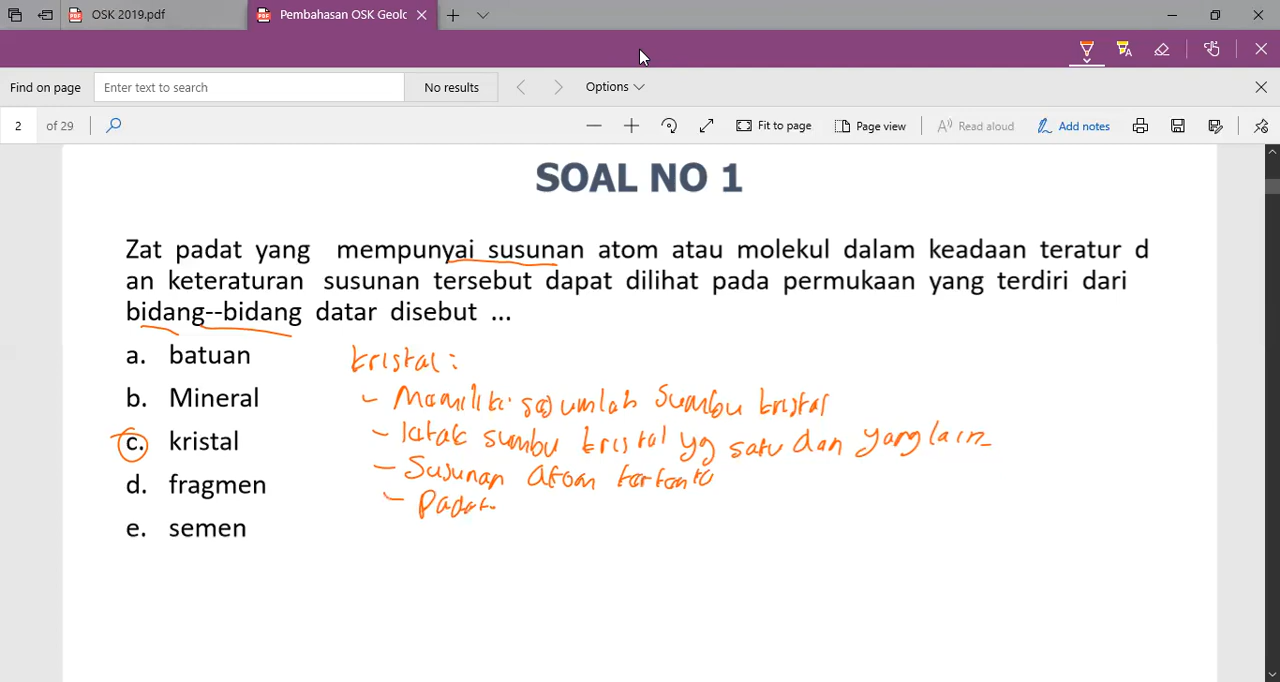 OSK 2019.pdf
Pembahasan OSK Geolo
Find on page
Enter text to search
No results
Options
2 of 29
Fit to page
Page view
Read aloud
Add notes
SOAL NO 1
Zat padat yang mempunyai susunan atom atau molekul dalam keadaan teratur d
an keteraturan susunan tersebut dapat dilihat pada permukaan yang terdiri dari
bidang--bidang datar disebut ...
a. batuan
b. Mineral
c. kristal
d. fragmen
e. semen
kristal:
- Memiliki sejumlah sumbu kristal
- letak sumbu kristal yg satu dan yang lain
- Susunan atom tertentu
- Padat